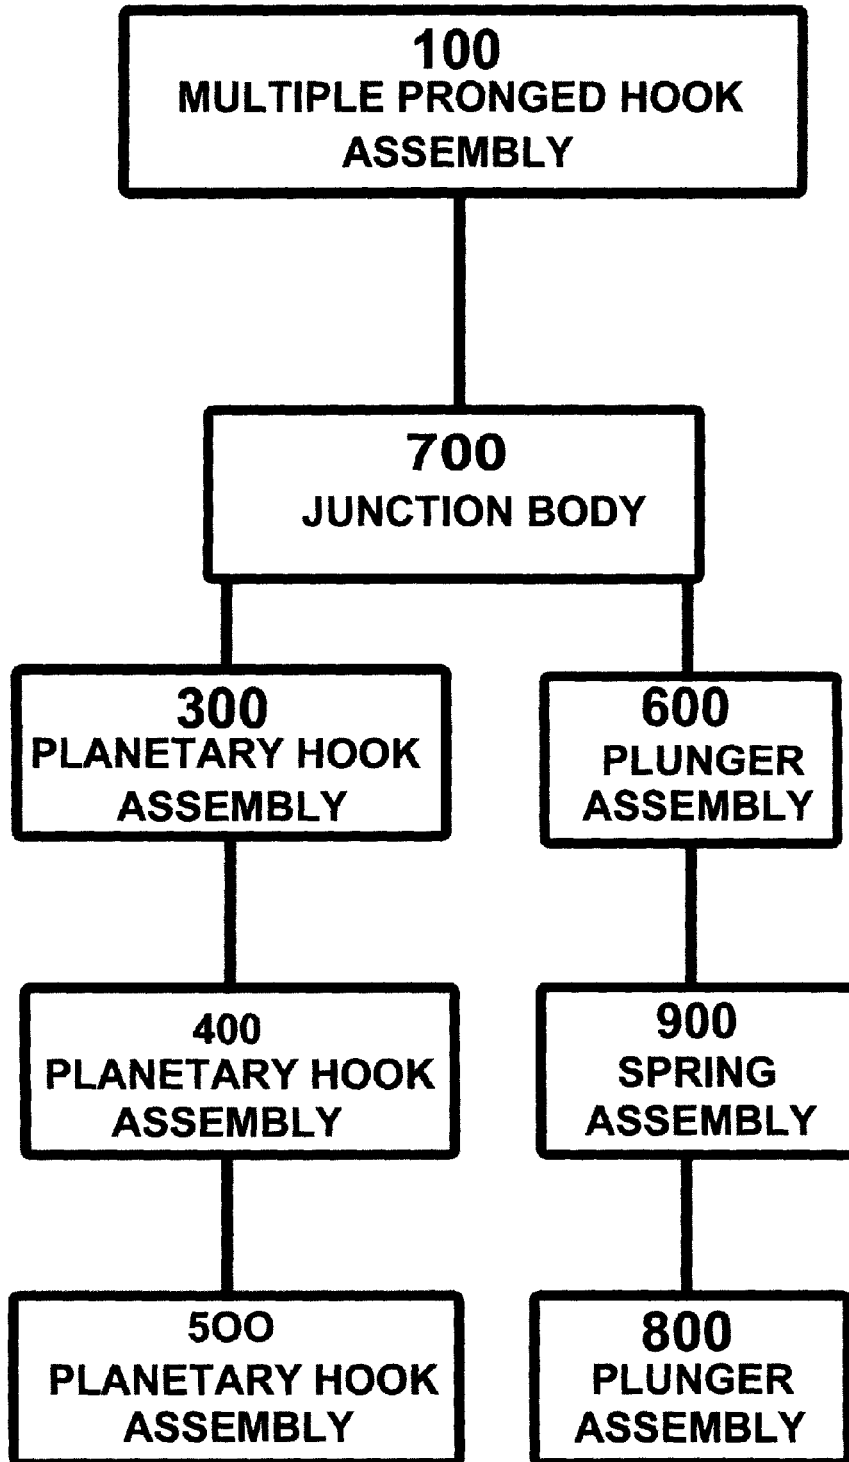 100
MULTIPLE PRONGED HOOK
ASSEMBLY
700
JUNCTION BODY
300
PLANETARY HOOK
ASSEMBLY
600
PLUNGER
ASSEMBLY
400
PLANETARY HOOK
ASSEMBLY
900
SPRING
ASSEMBLY
500
PLANETARY HOOK
ASSEMBLY
800
PLUNGER
ASSEMBLY